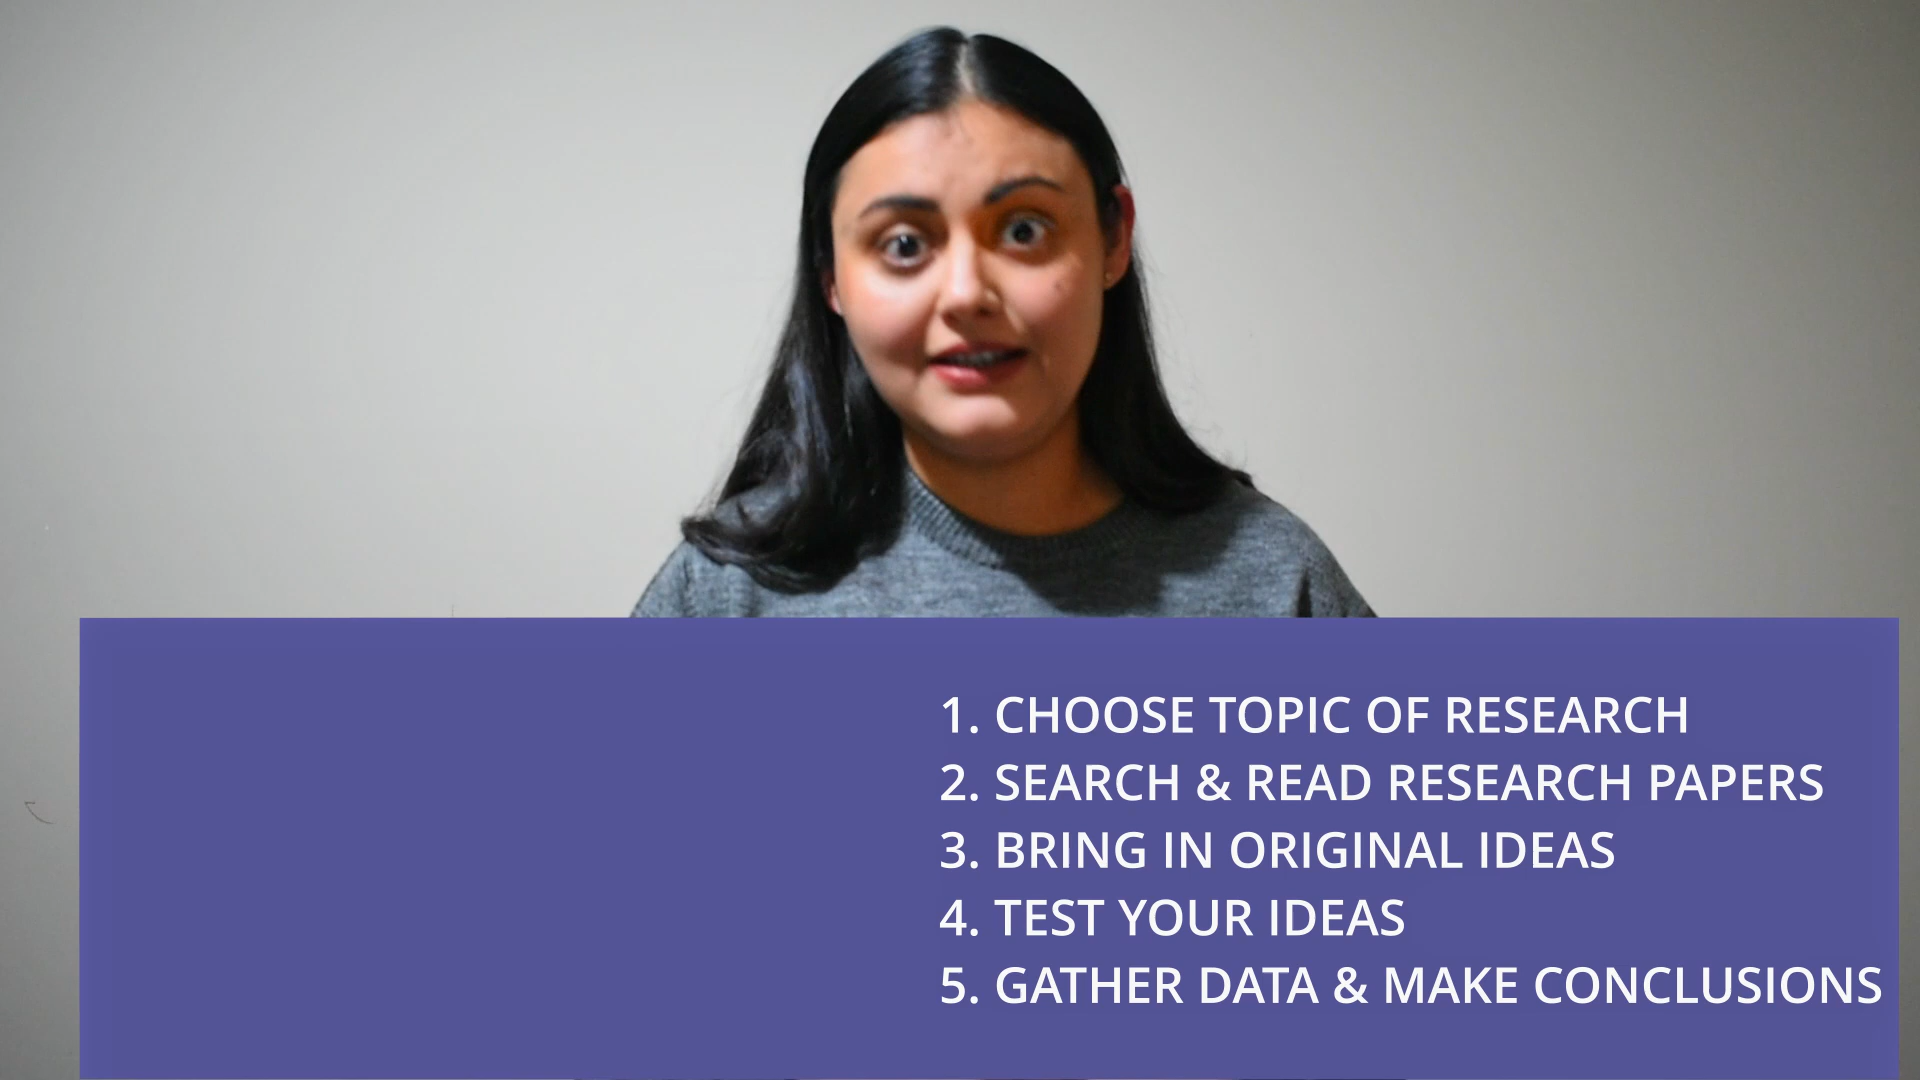 1. CHOOSE TOPIC OF RESEARCH
2. SEARCH & READ RESEARCH PAPERS
3. BRING IN ORIGINAL IDEAS
4. TEST YOUR IDEAS
5. GATHER DATA & MAKE CONCLUSIONS